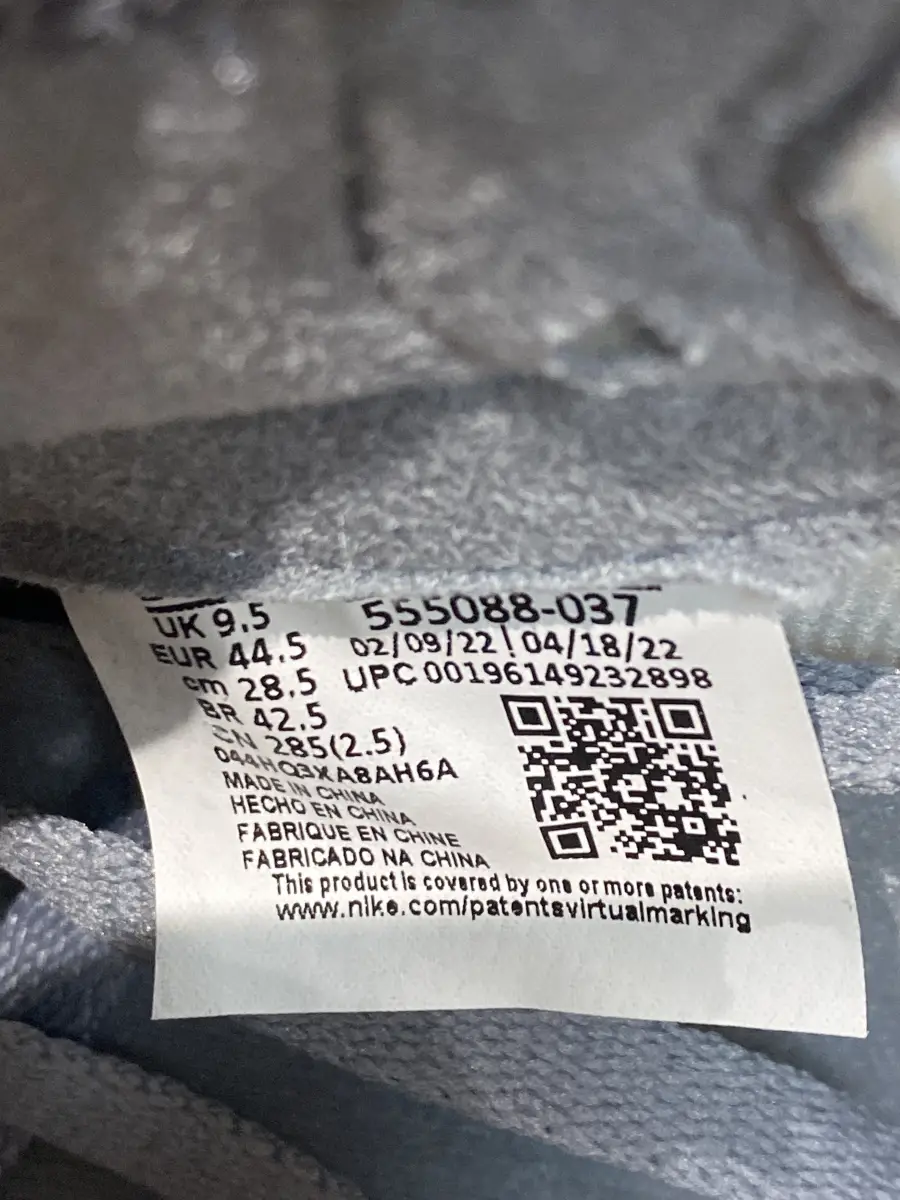 UK 9.5 555088-037
EUR 44.5 02/09/22 | 04/18/22
cm 28.5 UPC 00196149232898
BR 42.5
CN 285(2.5)
044HQ3XA8AH6A
MADE IN CHINA
HECHO EN CHINA
FABRIQUE EN CHINE
FABRICADO NA CHINA
This product is covered by one or more patents:
www.nike.com/patentsvirtualmarking